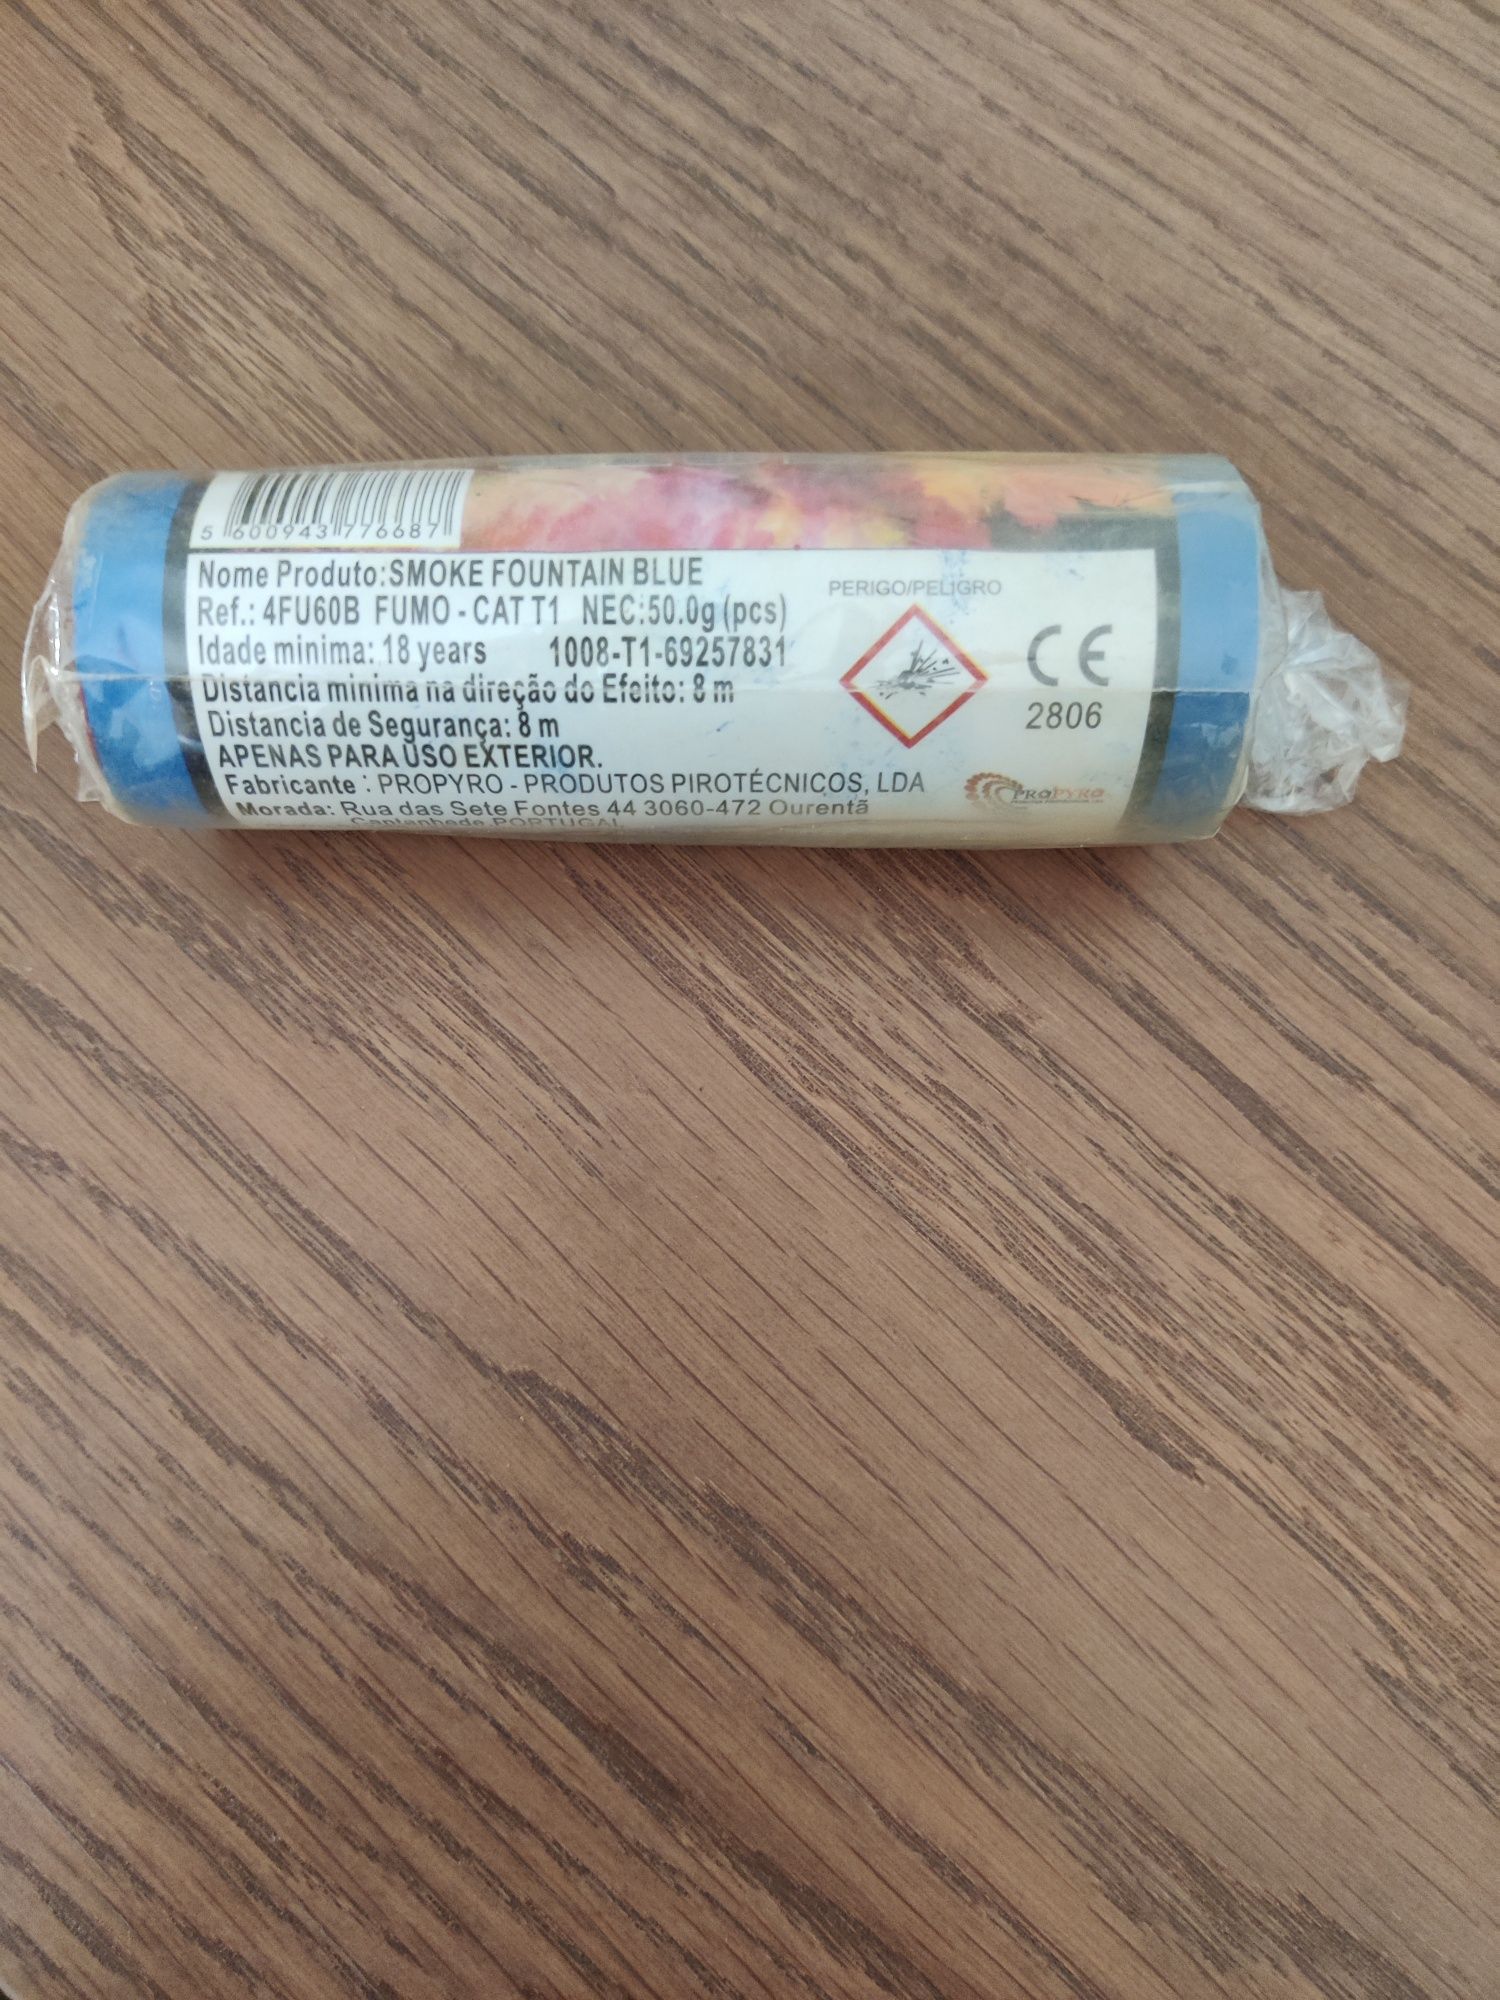 5 600943 776687
Nome Produto:SMOKE FOUNTAIN BLUE
Ref.: 4FU60B FUMO - CAT T1 NEC:50.0g (pcs)
Idade minima: 18 years 1008-T1-69257831
Distancia minima na direção do Efeito: 8 m
Distancia de Segurança: 8 m
APENAS PARA USO EXTERIOR.
Fabricante : PROPYRO - PRODUTOS PIROTÉCNICOS, LDA
Morada: Rua das Sete Fontes 44 3060-472 Ourentã
Cantanhede PORTUGAL
PERIGO/PELIGRO
CE
2806
PROPYRO